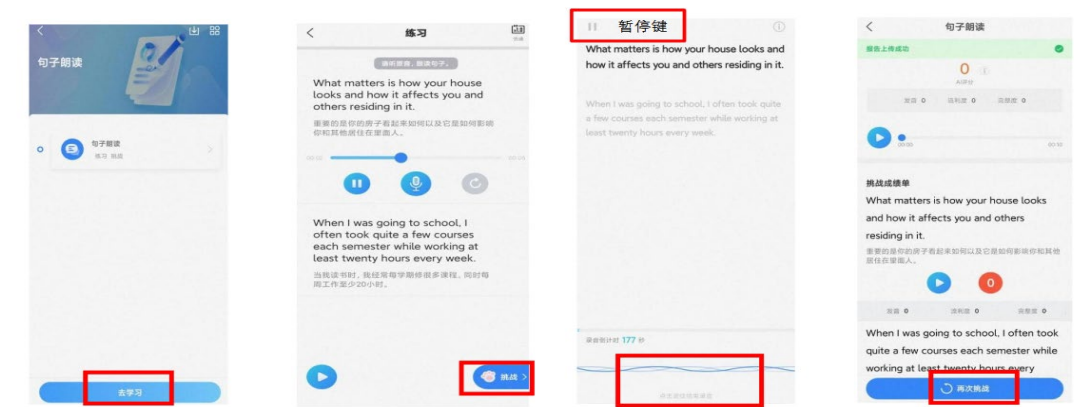 句子朗读
句子朗读
练习 挑战
去学习
练习
请听原音，朗读句子。
What matters is how your house
looks and how it affects you and
others residing in it.
重要的是你的房子看起来如何以及它是如何影响
你和其他居住在里面人。
When I was going to school, I
often took quite a few courses
each semester while working at
least twenty hours every week.
当我读书时，我经常每学期修很多课程，同时每
周工作至少20小时。
挑战 >
暂停键
What matters is how your house looks and
how it affects you and others residing in it.
When I was going to school, I often took quite
a few courses each semester while working at
least twenty hours every week.
录音倒计时 177 秒
句子朗读
报告上传成功
0
AI评分
发音 0 流利度 0 完整度 0
00:00
挑战成绩单
What matters is how your house looks
and how it affects you and others
residing in it.
重要的是你的房子看起来如何以及它是如何影响你和其他
居住在里面人。
0
发音 0 流利度 0 完整度 0
When I was going to school, I often took
quite a few courses each semester while
working at least twenty hours every
再次挑战